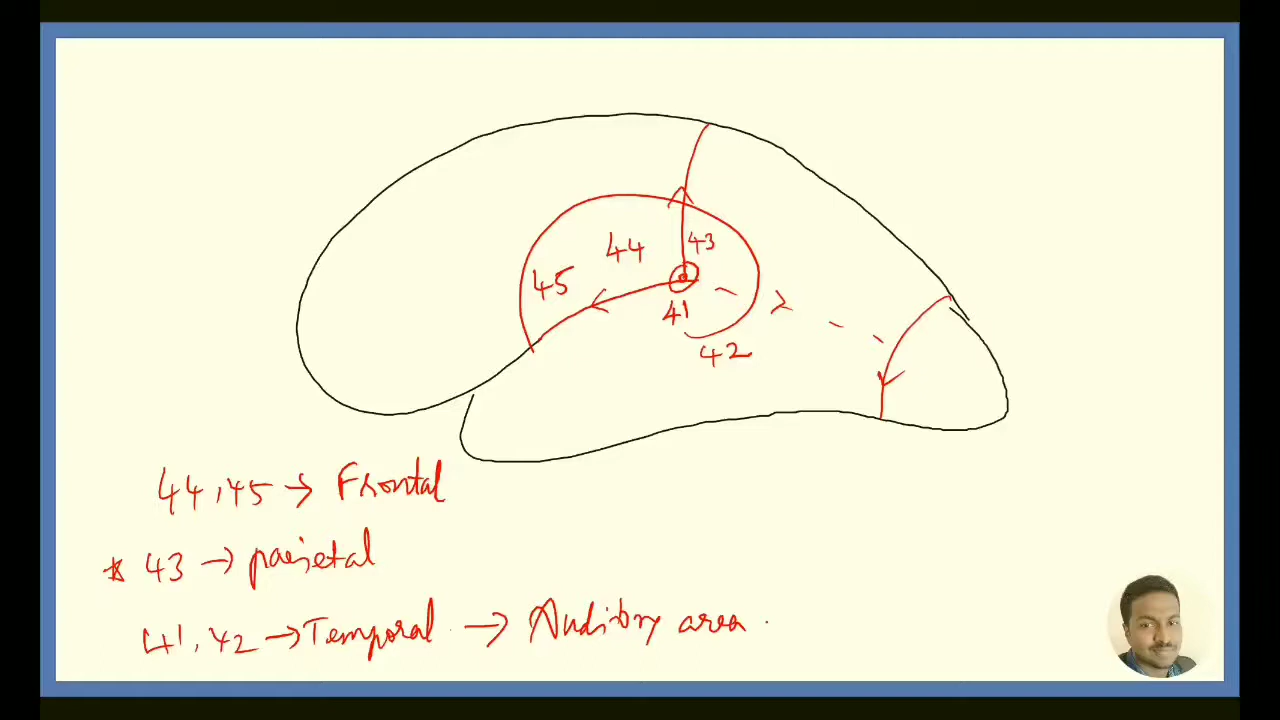 44 43
45
41
42
44,45 → Frontal
* 43 → parietal
41, 42 → Temporal → Auditory area